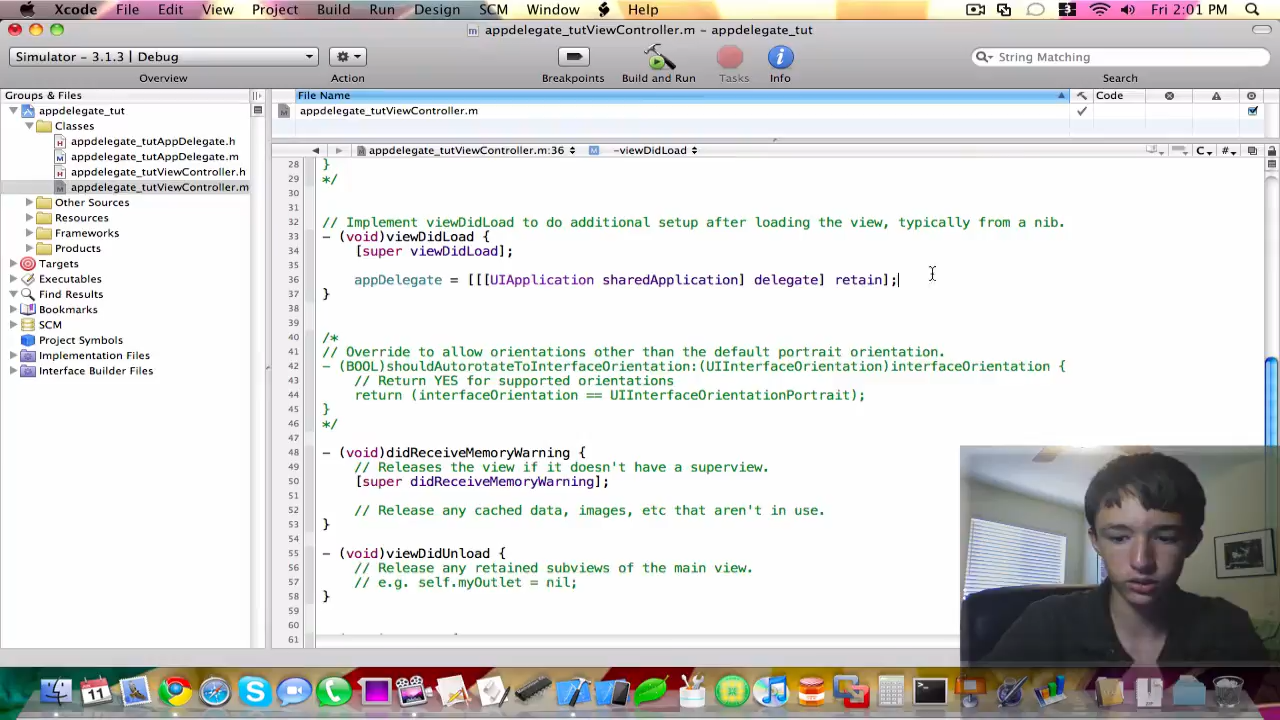 Xcode File Edit View Project Build Run Design SCM Window Help 3 Fri 2:01 PM
appdelegate_tutViewController.m ~ appdelegate_tut
Simulator - 3.1.3 | Debug
String Matching
Overview Action Breakpoints Build and Run Tasks Info Search
Groups & Files
appdelegate_tut
Classes
appdelegate_tutAppDelegate.h
appdelegate_tutAppDelegate.m
appdelegate_tutViewController.h
appdelegate_tutViewController.m
Other Sources
Resources
Frameworks
Products
Targets
Executables
Find Results
Bookmarks
SCM
Project Symbols
Implementation Files
Interface Builder Files
File Name Code
appdelegate_tutViewController.m
appdelegate_tutViewController.m:36 -viewDidLoad C #
28 }
29 */
30
31
32 // Implement viewDidLoad to do additional setup after loading the view, typically from a nib.
33 - (void)viewDidLoad {
34 [super viewDidLoad];
35
36 appDelegate = [[[UIApplication sharedApplication] delegate] retain];
37 }
38
39
40 /*
41 // Override to allow orientations other than the default portrait orientation.
42 - (BOOL)shouldAutorotateToInterfaceOrientation:(UIInterfaceOrientation)interfaceOrientation {
43 // Return YES for supported orientations
44 return (interfaceOrientation == UIInterfaceOrientationPortrait);
45 }
46 */
47
48 - (void)didReceiveMemoryWarning {
49 // Releases the view if it doesn't have a superview.
50 [super didReceiveMemoryWarning];
51
52 // Release any cached data, images, etc that aren't in use.
53 }
54
55 - (void)viewDidUnload {
56 // Release any retained subviews of the main view.
57 // e.g. self.myOutlet = nil;
58 }
59
60
61
11